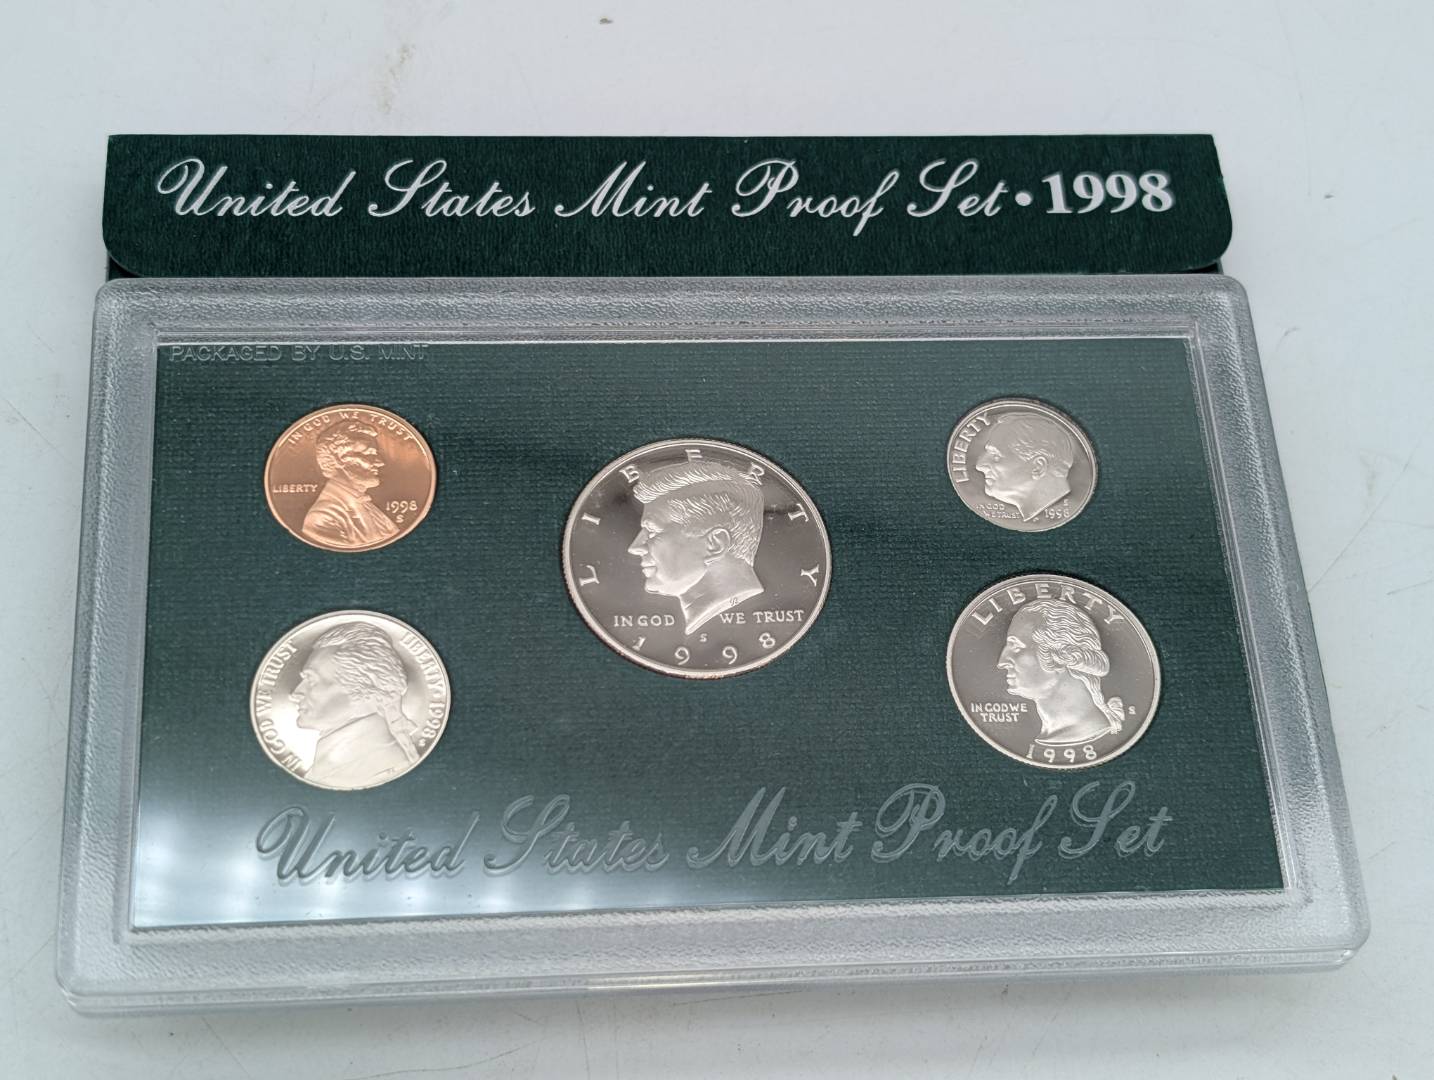 United States Mint Proof Set • 1998
PACKAGED BY U.S. MINT
IN GOD WE TRUST
LIBERTY
1998
S
LIBERTY
IN GOD WE TRUST
S
1998
LIBERTY
IN GOD
WE TRUST
S
1998
IN GOD WE TRUST
LIBERTY • 1998
S
LIBERTY
IN GOD WE
TRUST
S
1998
United States Mint Proof Set